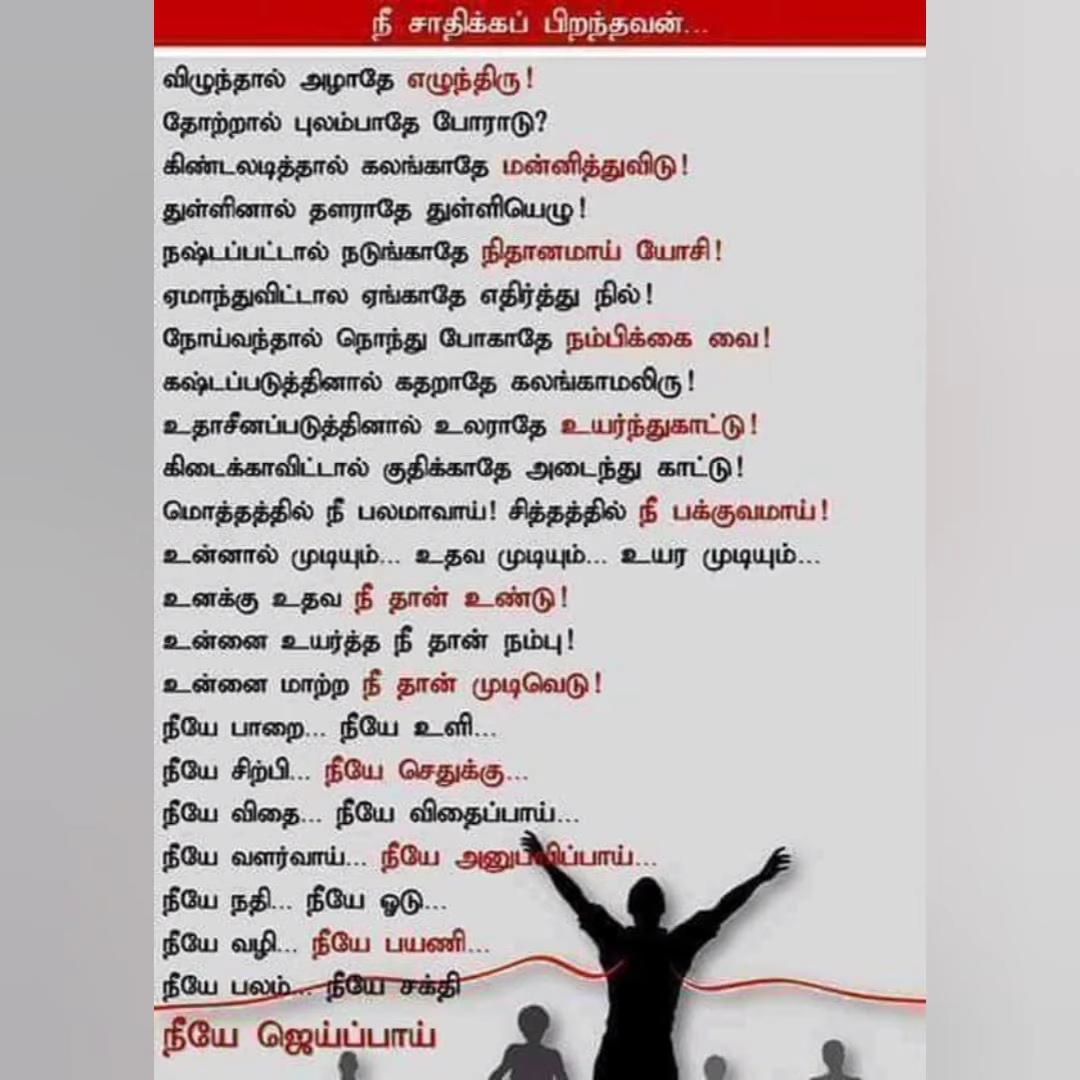 நீ சாதிக்கப் பிறந்தவன்...
விழுந்தால் அழாதே எழுந்திரு!
தோற்றால் புலம்பாதே போராடு?
கிண்டலடித்தால் கலங்காதே மன்னித்துவிடு!
துள்ளினால் தளராதே துள்ளியெழு!
நஷ்டப்பட்டால் நடுங்காதே நிதானமாய் யோசி!
ஏமாந்துவிட்டால ஏங்காதே எதிர்த்து நில்!
நோய்வந்தால் நொந்து போகாதே நம்பிக்கை வை!
கஷ்டப்படுத்தினால் கதறாதே கலங்காமலிரு!
உதாசீனப்படுத்தினால் உலராதே உயர்ந்துகாட்டு!
கிடைக்காவிட்டால் குதிக்காதே அடைந்து காட்டு!
மொத்தத்தில் நீ பலமாவாய்! சித்தத்தில் நீ பக்குவமாய்!
உன்னால் முடியும்... உதவ முடியும்... உயர முடியும்...
உனக்கு உதவ நீ தான் உண்டு!
உன்னை உயர்த்த நீ தான் நம்பு!
உன்னை மாற்ற நீ தான் முடிவெடு!
நீயே பாறை... நீயே உளி...
நீயே சிற்பி... நீயே செதுக்கு...
நீயே விதை... நீயே விதைப்பாய்...
நீயே வளர்வாய்... நீயே அனுபவிப்பாய்...
நீயே நதி... நீயே ஓடு...
நீயே வழி... நீயே பயணி...
நீயே பலம்... நீயே சக்தி
நீயே ஜெய்ப்பாய்